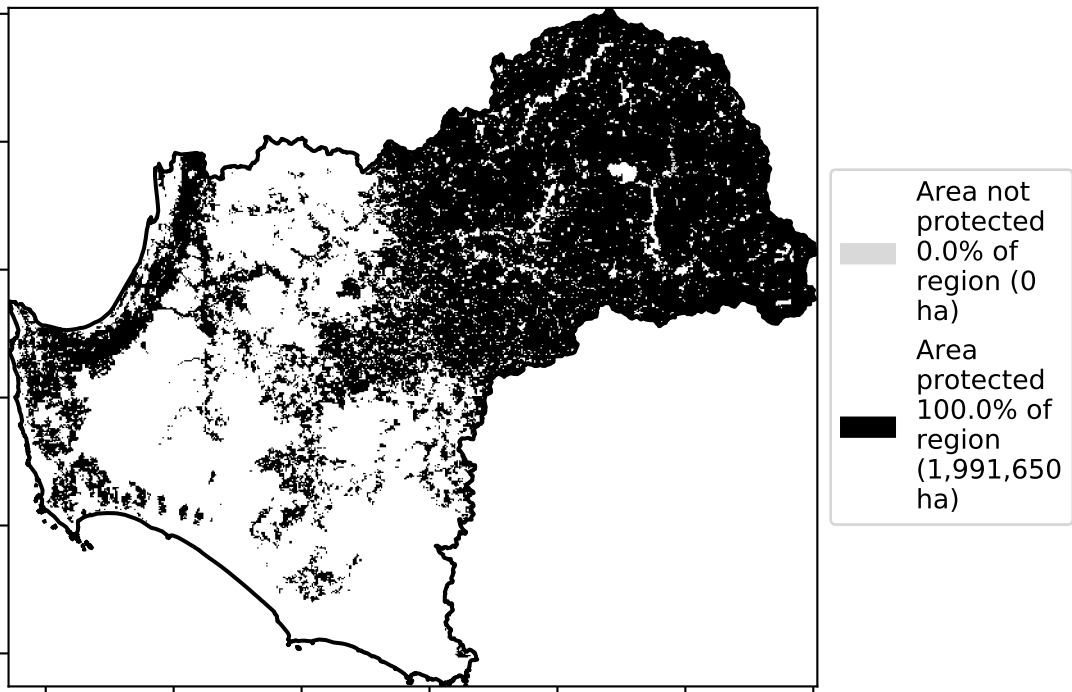 Area not
protected
0.0% of
region (0
ha)
Area
protected
100.0% of
region
(1,991,650
ha)